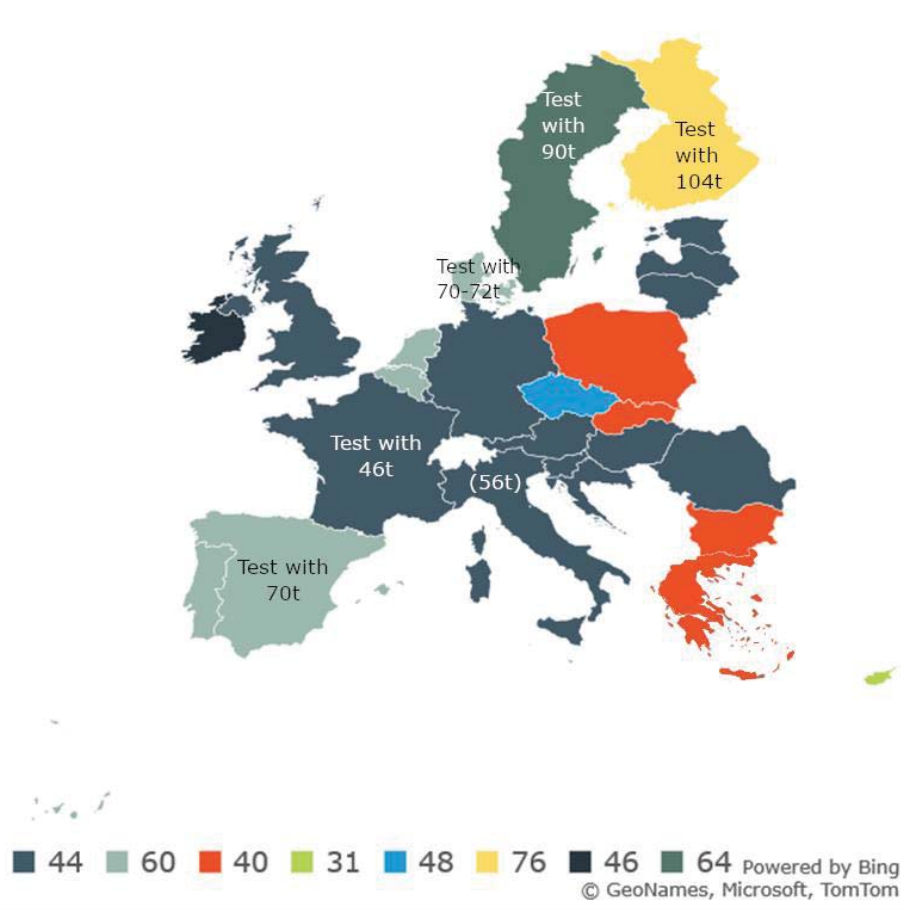 Test
with
90t
Test
with
104t
Test with
70-72t
Test with
46t
(56t)
Test with
70t
44 60 40 31 48 76 46 64 Powered by Bing
© GeoNames, Microsoft, TomTom